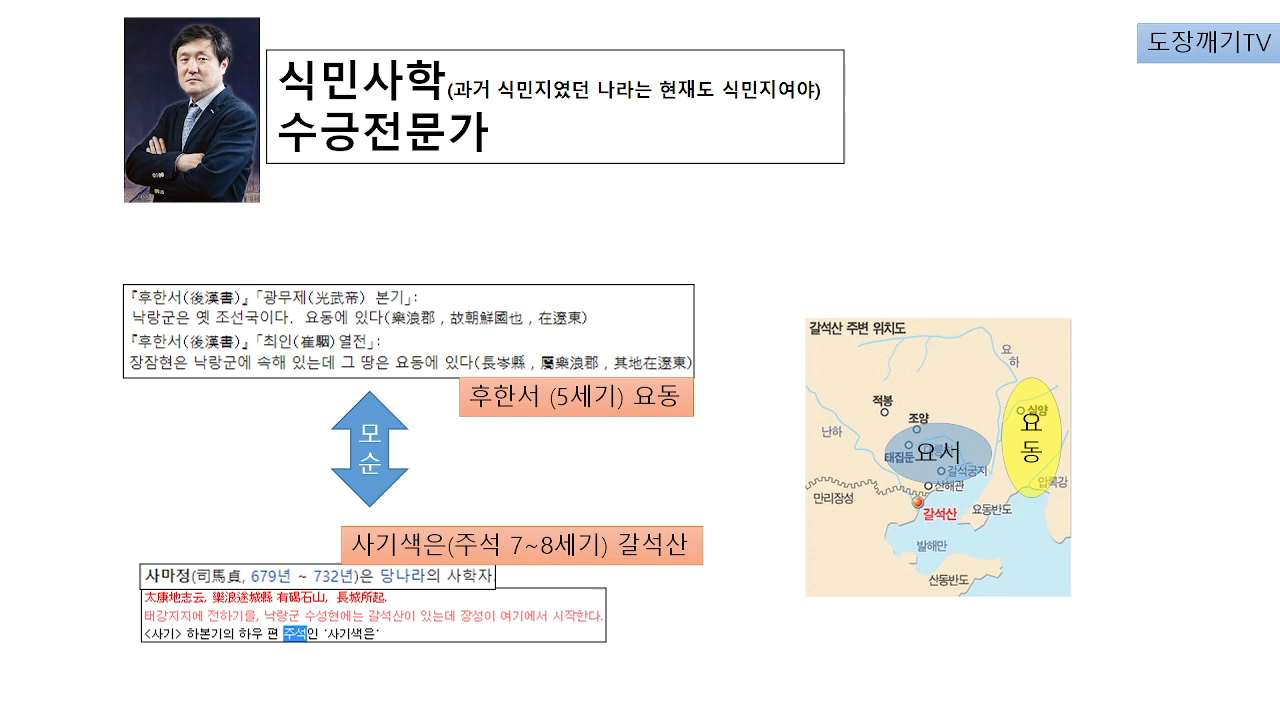 도장깨기TV
식민사학(과거 식민지였던 나라는 현재도 식민지여야)
수긍전문가
『후한서(後漢書)』「광무제(光武帝) 본기」:
낙랑군은 옛 조선국이다. 요동에 있다(樂浪郡, 故朝鮮國也, 在遼東)
『후한서(後漢書)』「최인(崔駰)열전」:
장잠현은 낙랑군에 속해 있는데 그 땅은 요동에 있다(長岑縣, 屬樂浪郡, 其地在遼東)
후한서 (5세기) 요동
모
순
사기색은(주석 7~8세기) 갈석산
사마정(司馬貞, 679년 ~ 732년)은 당나라의 사학자.
太康地志云, 樂浪遂城縣 有碣石山, 長城所起.
태강지지에 전하기를, 낙랑군 수성현에는 갈석산이 있는데 장성이 여기에서 시작한다.
<사기> 하본기의 하우 편 주석인 '사기색은'
갈석산 주변 위치도
요
하
적봉
조양
심양
난하
태집둔
요서
요
동
갈석궁지
산해관
압록강
만리장성
갈석산
요동반도
발해만
산동반도